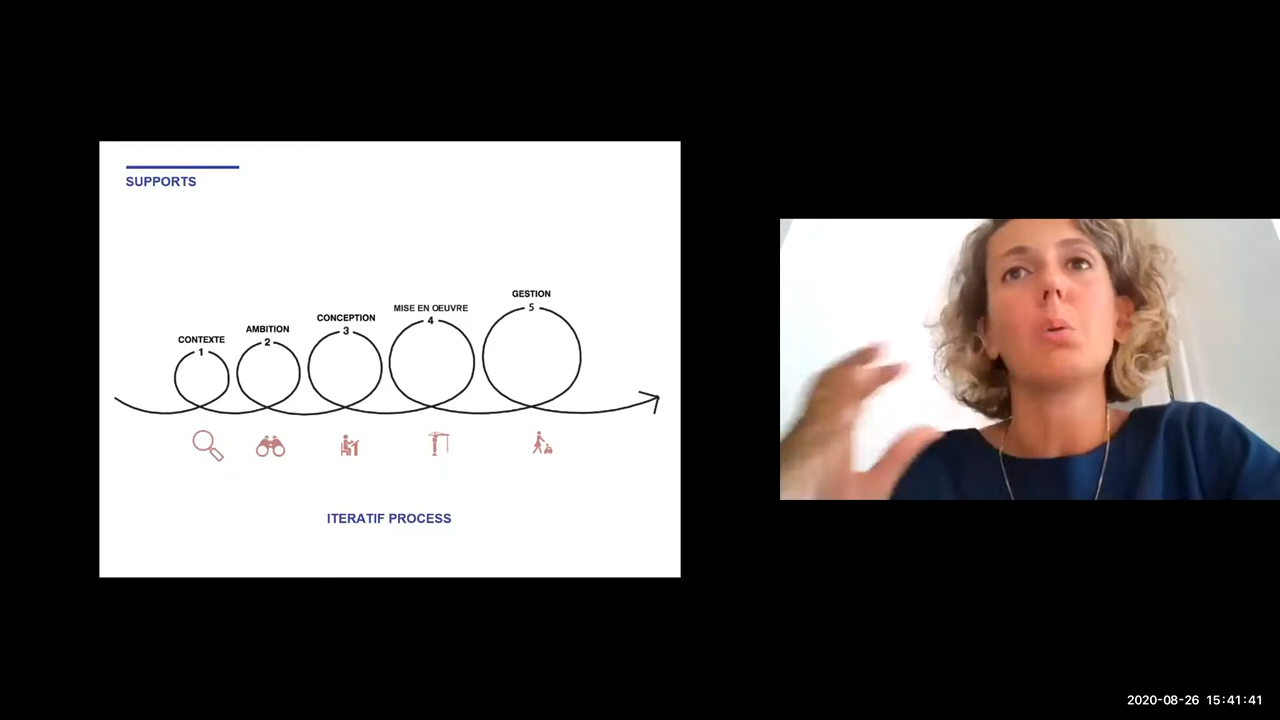 SUPPORTS
CONTEXTE
1
AMBITION
2
CONCEPTION
3
MISE EN OEUVRE
4
GESTION
5
ITERATIF PROCESS
2020-08-26 15:41:41